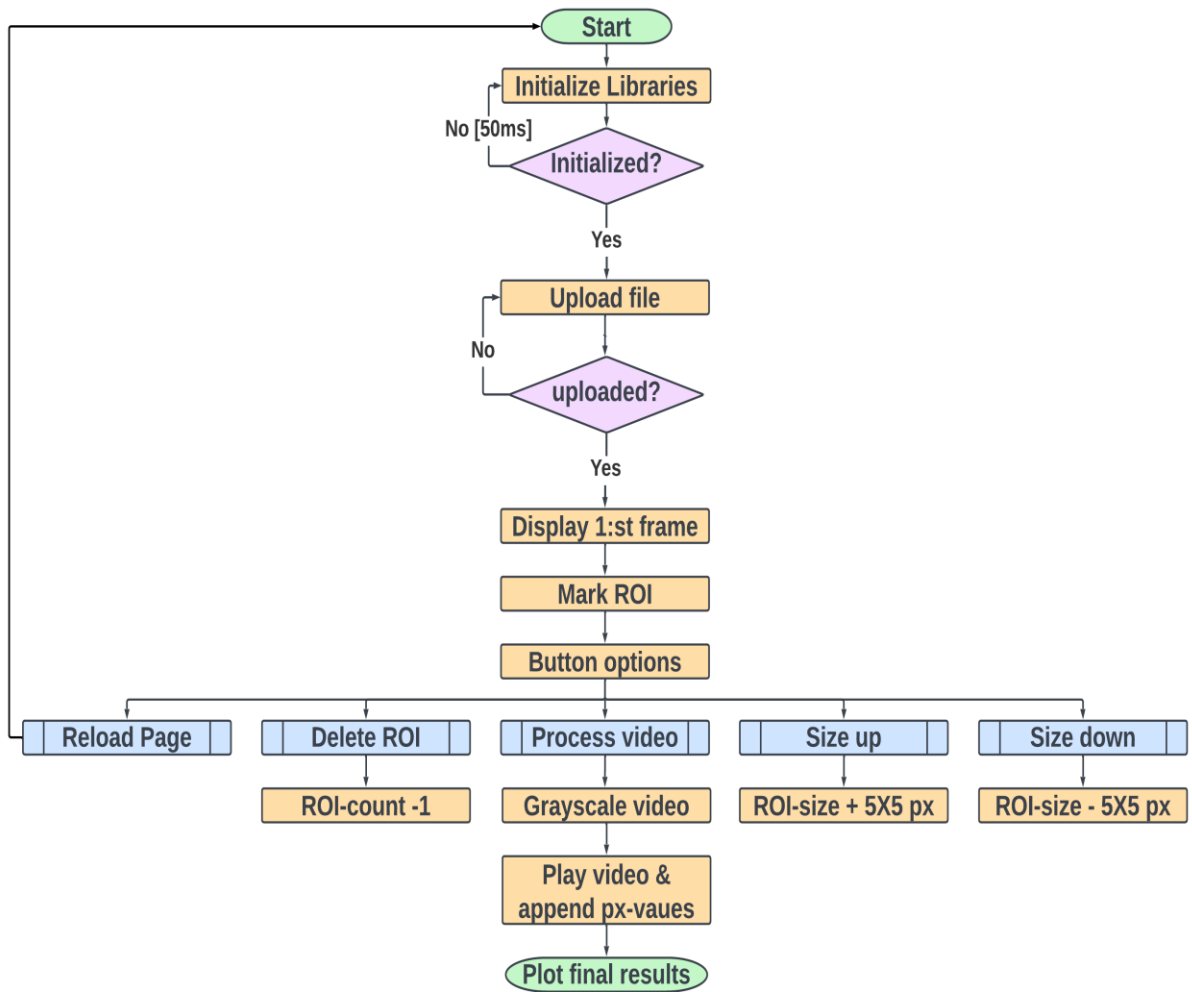 Start
Initialize Libraries
No [50ms]
Initialized?
Yes
Upload file
No
uploaded?
Yes
Display 1:st frame
Mark ROI
Button options
Reload Page
Delete ROI
Process video
Size up
Size down
ROI-count -1
Grayscale video
ROI-size + 5X5 px
ROI-size - 5X5 px
Play video &
append px-vaues
Plot final results